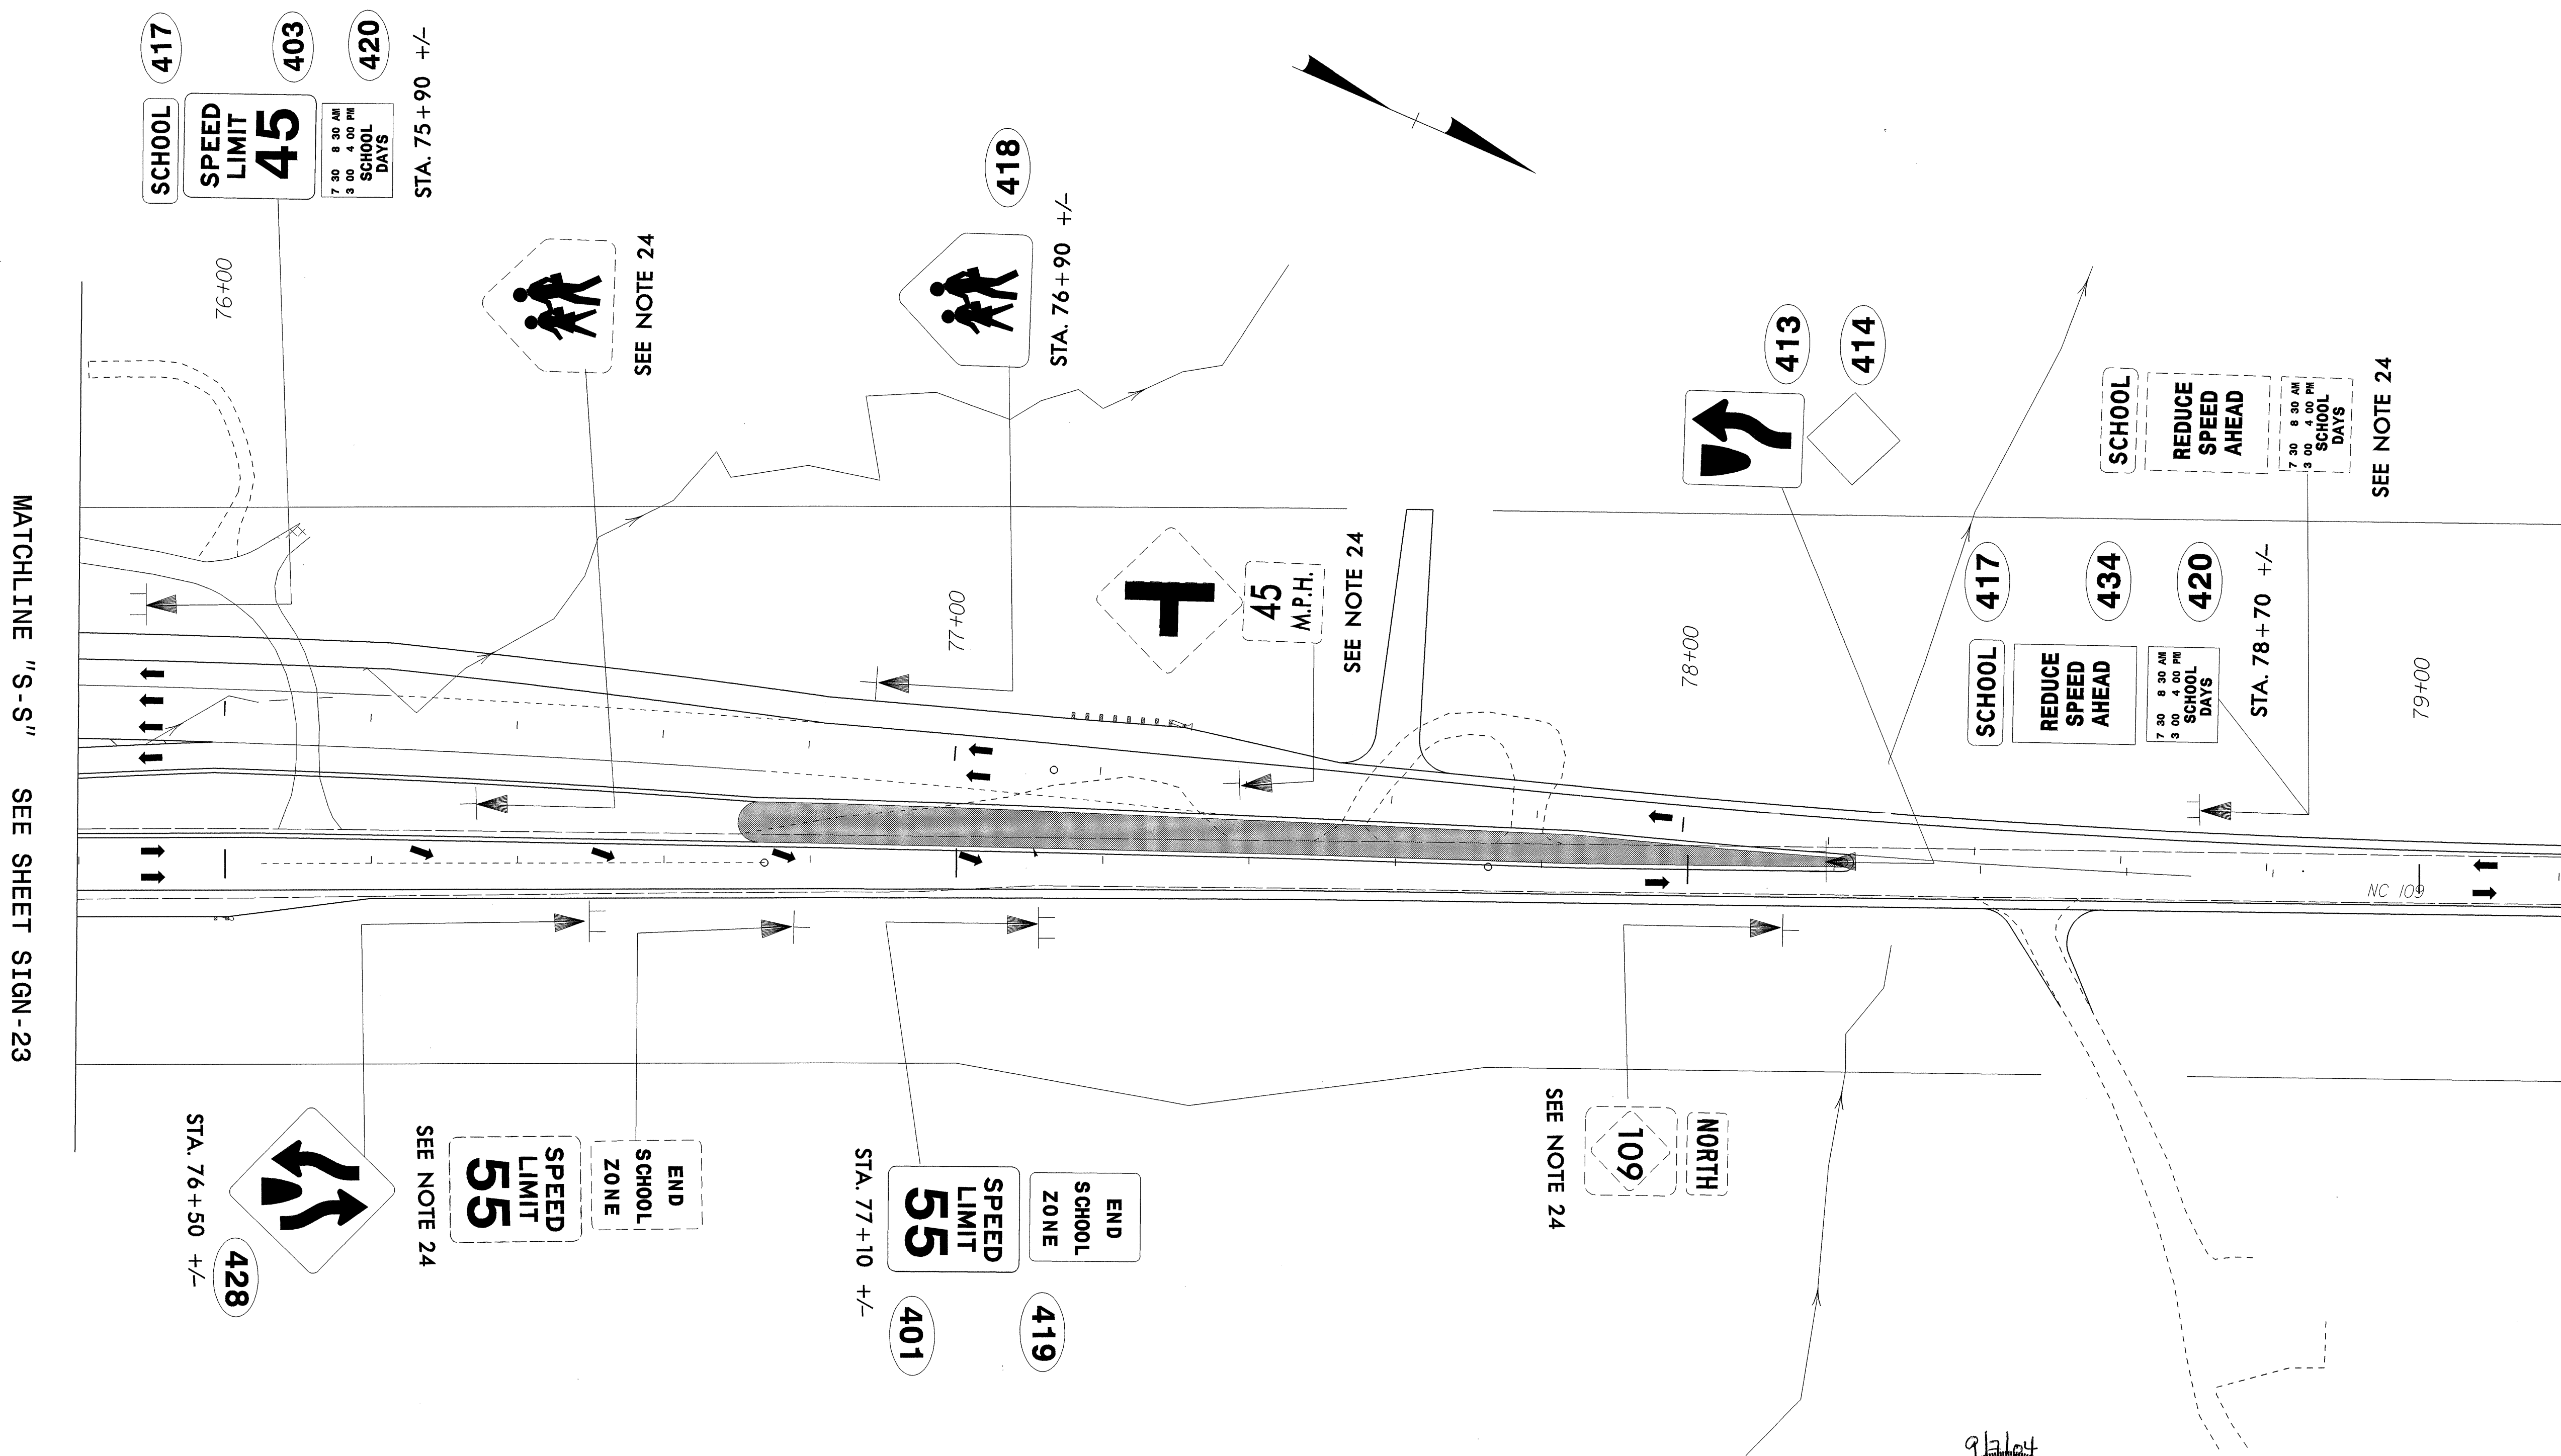 417
403
420
SCHOOL
SPEED
LIMIT
45
7 30 8 30 AM
3 00 4 00 PM
SCHOOL
DAYS
STA. 75+90 +/-
76+00
SEE NOTE 24
418
STA. 76+90 +/-
77+00
45
M.P.H.
SEE NOTE 24
413
414
78+00
SCHOOL
REDUCE
SPEED
AHEAD
7 30 8 30 AM
3 00 4 00 PM
SCHOOL
DAYS
SEE NOTE 24
417
434
420
SCHOOL
REDUCE
SPEED
AHEAD
7 30 8 30 AM
3 00 4 00 PM
SCHOOL
DAYS
STA. 78+70 +/-
79+00
NC 109
MATCHLINE "S-S" SEE SHEET SIGN-23
STA. 76+50 +/-
428
SEE NOTE 24
END
SCHOOL
ZONE
SPEED
LIMIT
55
STA. 77+10 +/-
END
SCHOOL
ZONE
SPEED
LIMIT
55
419
401
SEE NOTE 24
NORTH
109
9/7/04